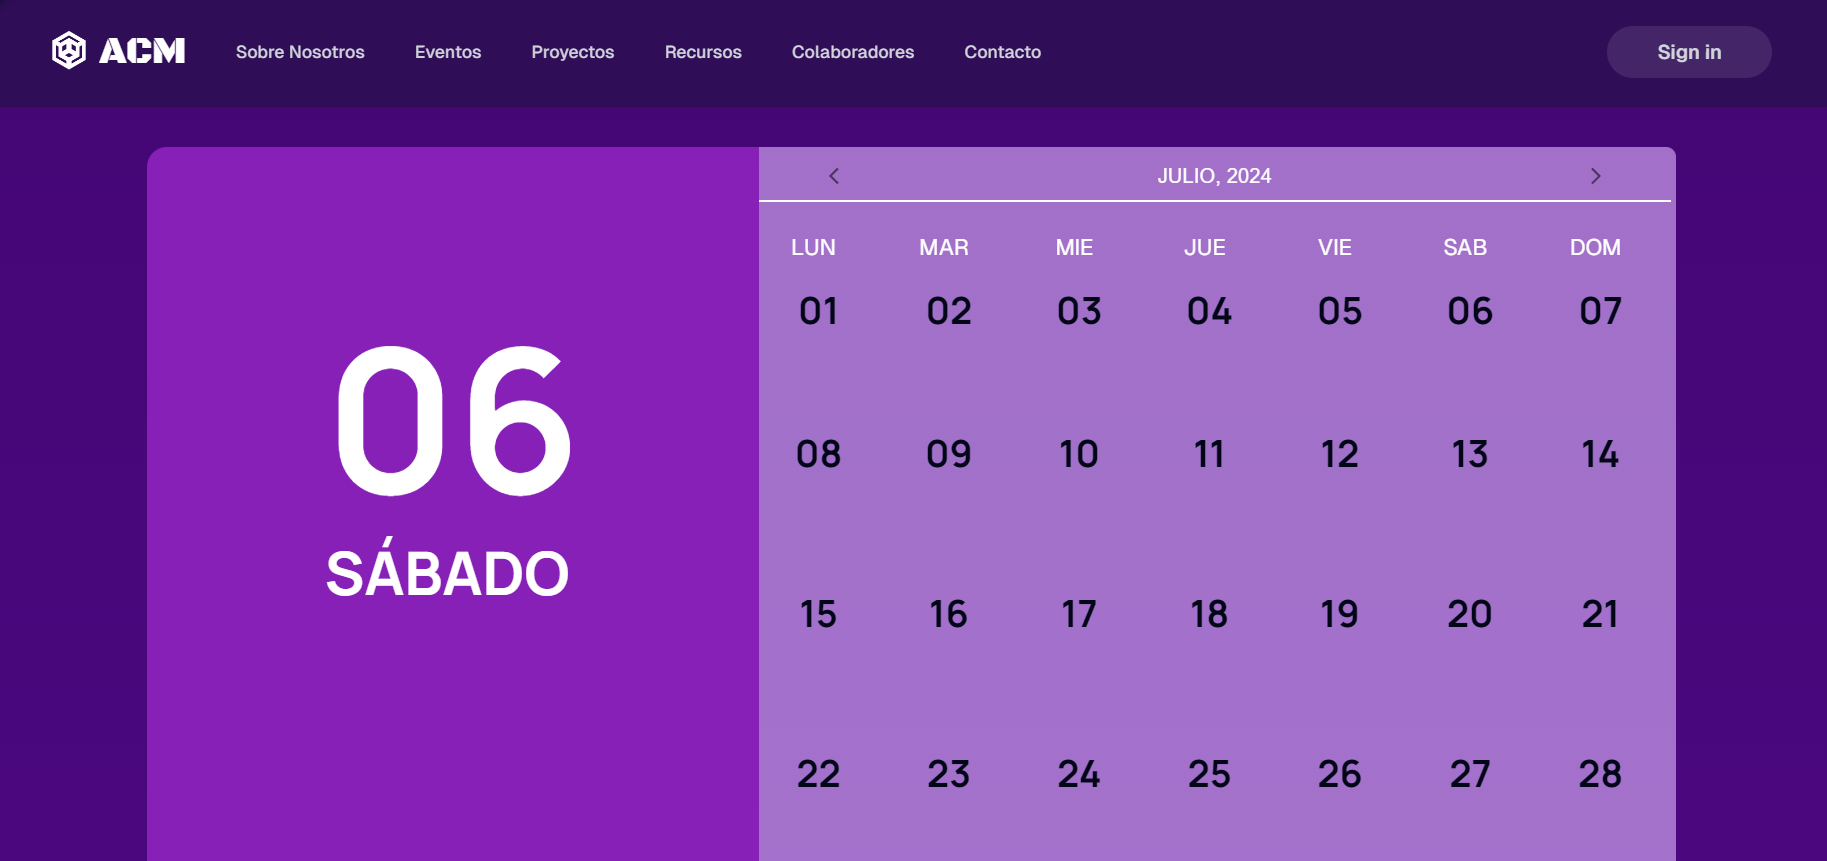 ACM Sobre Nosotros Eventos Proyectos Recursos Colaboradores Contacto Sign in
06
SÁBADO
JULIO, 2024
LUN MAR MIE JUE VIE SAB DOM
01 02 03 04 05 06 07
08 09 10 11 12 13 14
15 16 17 18 19 20 21
22 23 24 25 26 27 28